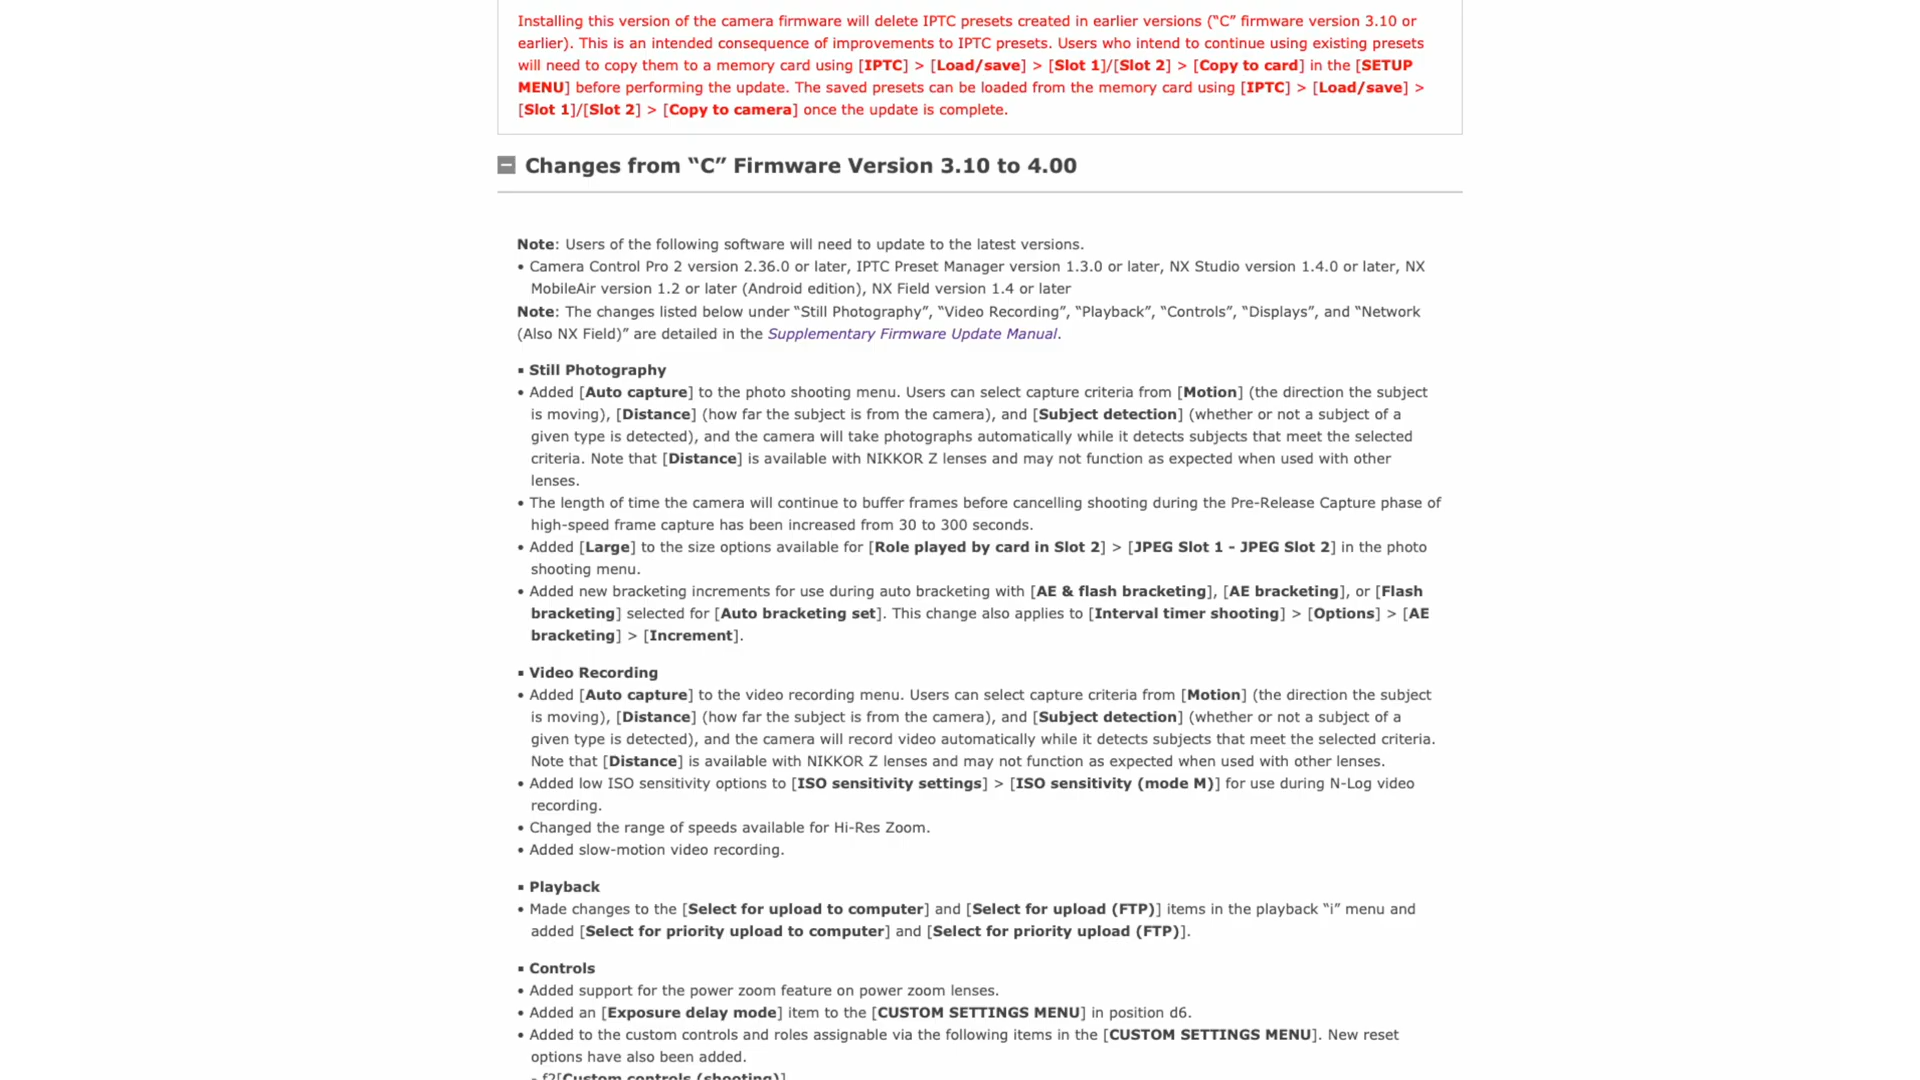 Installing this version of the camera firmware will delete IPTC presets created in earlier versions (“C” firmware version 3.10 or
earlier). This is an intended consequence of improvements to IPTC presets. Users who intend to continue using existing presets
will need to copy them to a memory card using [IPTC] > [Load/save] > [Slot 1]/[Slot 2] > [Copy to card] in the [SETUP
MENU] before performing the update. The saved presets can be loaded from the memory card using [IPTC] > [Load/save] >
[Slot 1]/[Slot 2] > [Copy to camera] once the update is complete.
Changes from “C” Firmware Version 3.10 to 4.00
Note: Users of the following software will need to update to the latest versions.
• Camera Control Pro 2 version 2.36.0 or later, IPTC Preset Manager version 1.3.0 or later, NX Studio version 1.4.0 or later, NX
MobileAir version 1.2 or later (Android edition), NX Field version 1.4 or later
Note: The changes listed below under “Still Photography”, “Video Recording”, “Playback”, “Controls”, “Displays”, and “Network
(Also NX Field)” are detailed in the Supplementary Firmware Update Manual.
▪ Still Photography
• Added [Auto capture] to the photo shooting menu. Users can select capture criteria from [Motion] (the direction the subject
is moving), [Distance] (how far the subject is from the camera), and [Subject detection] (whether or not a subject of a
given type is detected), and the camera will take photographs automatically while it detects subjects that meet the selected
criteria. Note that [Distance] is available with NIKKOR Z lenses and may not function as expected when used with other
lenses.
• The length of time the camera will continue to buffer frames before cancelling shooting during the Pre-Release Capture phase of
high-speed frame capture has been increased from 30 to 300 seconds.
• Added [Large] to the size options available for [Role played by card in Slot 2] > [JPEG Slot 1 - JPEG Slot 2] in the photo
shooting menu.
• Added new bracketing increments for use during auto bracketing with [AE & flash bracketing], [AE bracketing], or [Flash
bracketing] selected for [Auto bracketing set]. This change also applies to [Interval timer shooting] > [Options] > [AE
bracketing] > [Increment].
▪ Video Recording
• Added [Auto capture] to the video recording menu. Users can select capture criteria from [Motion] (the direction the subject
is moving), [Distance] (how far the subject is from the camera), and [Subject detection] (whether or not a subject of a
given type is detected), and the camera will record video automatically while it detects subjects that meet the selected criteria.
Note that [Distance] is available with NIKKOR Z lenses and may not function as expected when used with other lenses.
• Added low ISO sensitivity options to [ISO sensitivity settings] > [ISO sensitivity (mode M)] for use during N-Log video
recording.
• Changed the range of speeds available for Hi-Res Zoom.
• Added slow-motion video recording.
▪ Playback
• Made changes to the [Select for upload to computer] and [Select for upload (FTP)] items in the playback “i” menu and
added [Select for priority upload to computer] and [Select for priority upload (FTP)].
▪ Controls
• Added support for the power zoom feature on power zoom lenses.
• Added an [Exposure delay mode] item to the [CUSTOM SETTINGS MENU] in position d6.
• Added to the custom controls and roles assignable via the following items in the [CUSTOM SETTINGS MENU]. New reset
options have also been added.
- f2[Custom controls (shooting)]